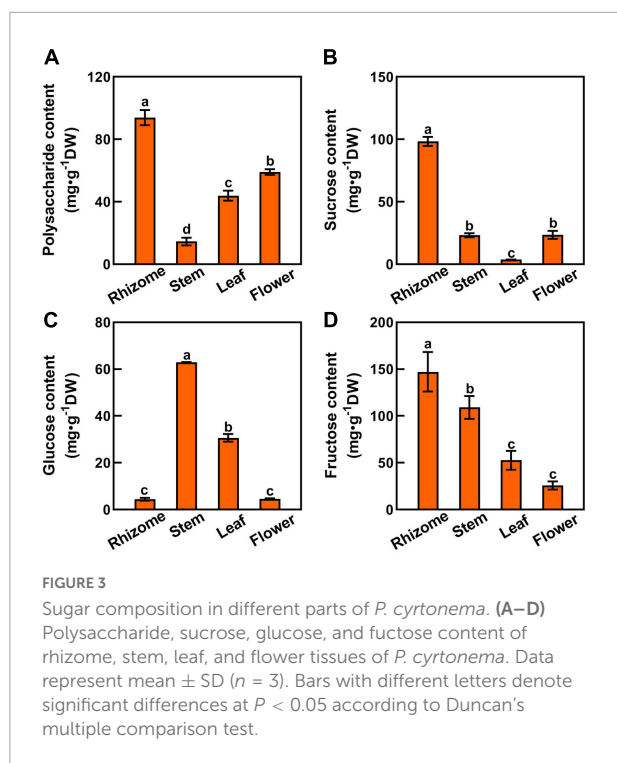 A
Polysaccharide content
(mg•g⁻¹DW)
120
80
40
0
a
d
c
b
Rhizome
Stem
Leaf
Flower
B
Sucrose content
(mg•g⁻¹DW)
150
100
50
0
a
b
c
b
Rhizome
Stem
Leaf
Flower
C
Glucose content
(mg•g⁻¹DW)
80
60
40
20
0
c
a
b
c
Rhizome
Stem
Leaf
Flower
D
Fructose content
(mg•g⁻¹DW)
200
150
100
50
0
a
b
c
c
Rhizome
Stem
Leaf
Flower
FIGURE 3
Sugar composition in different parts of P. cyrtonema. (A–D)
Polysaccharide, sucrose, glucose, and fuctose content of
rhizome, stem, leaf, and flower tissues of P. cyrtonema. Data
represent mean ± SD (n = 3). Bars with different letters denote
significant differences at P < 0.05 according to Duncan's
multiple comparison test.